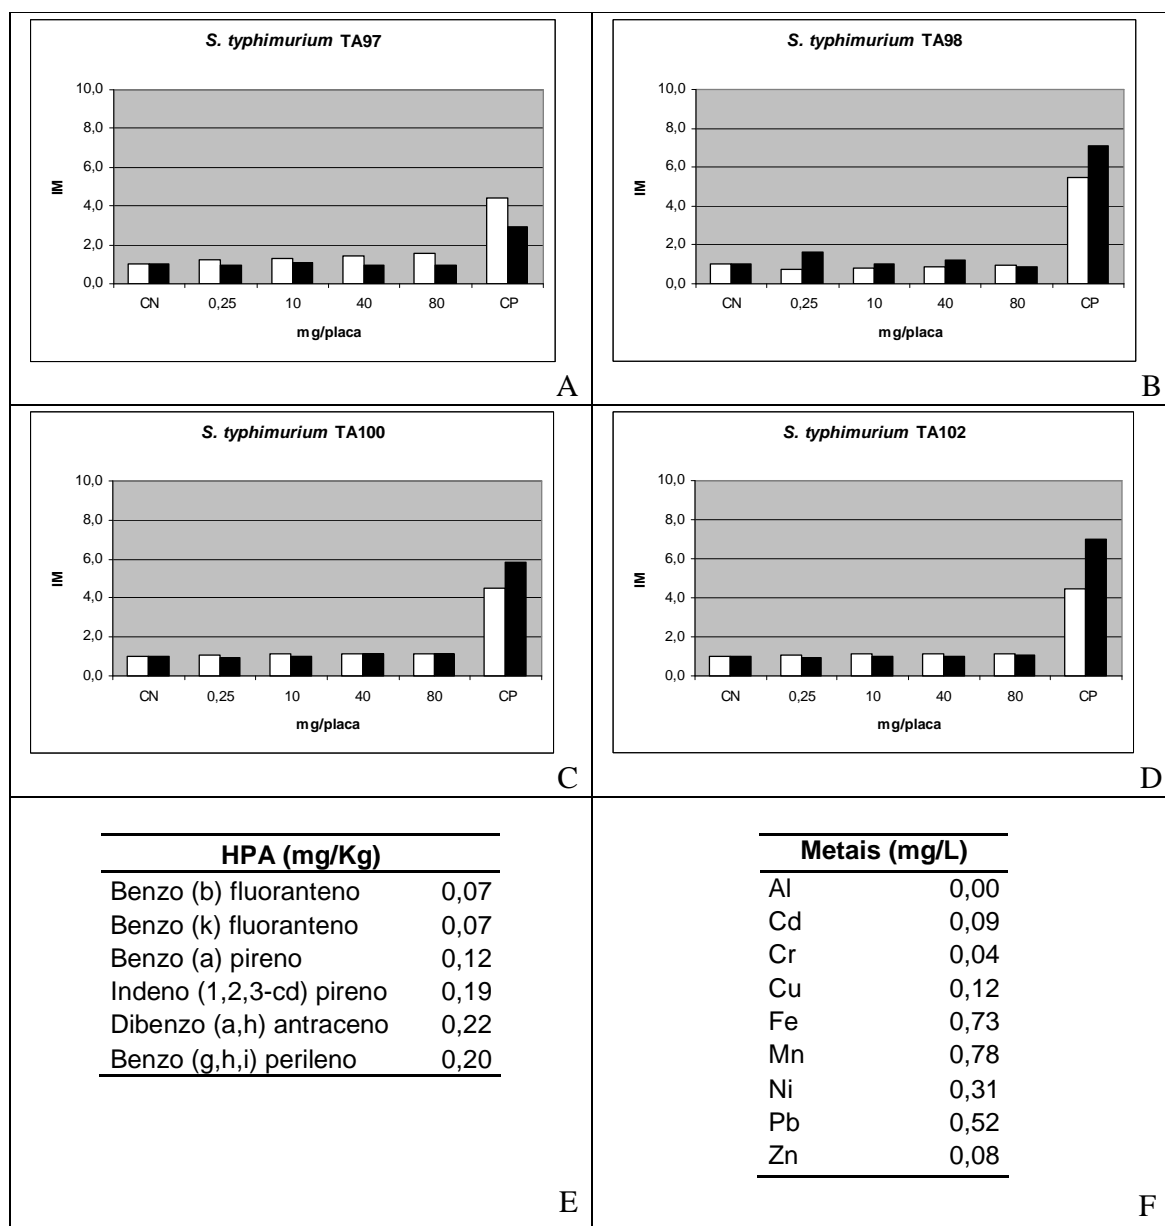 S. typhimurium TA97
10,0
8,0
6,0
4,0
2,0
0,0
IM
CN 0,25 10 40 80 CP
mg/placa
A
S. typhimurium TA98
10,0
8,0
6,0
4,0
2,0
0,0
IM
CN 0,25 10 40 80 CP
mg/placa
B
S. typhimurium TA100
10,0
8,0
6,0
4,0
2,0
0,0
IM
CN 0,25 10 40 80 CP
mg/placa
C
S. typhimurium TA102
10,0
8,0
6,0
4,0
2,0
0,0
IM
CN 0,25 10 40 80 CP
mg/placa
D
HPA (mg/Kg)
Benzo (b) fluoranteno 0,07
Benzo (k) fluoranteno 0,07
Benzo (a) pireno 0,12
Indeno (1,2,3-cd) pireno 0,19
Dibenzo (a,h) antraceno 0,22
Benzo (g,h,i) perileno 0,20
E
Metais (mg/L)
Al 0,00
Cd 0,09
Cr 0,04
Cu 0,12
Fe 0,73
Mn 0,78
Ni 0,31
Pb 0,52
Zn 0,08
F